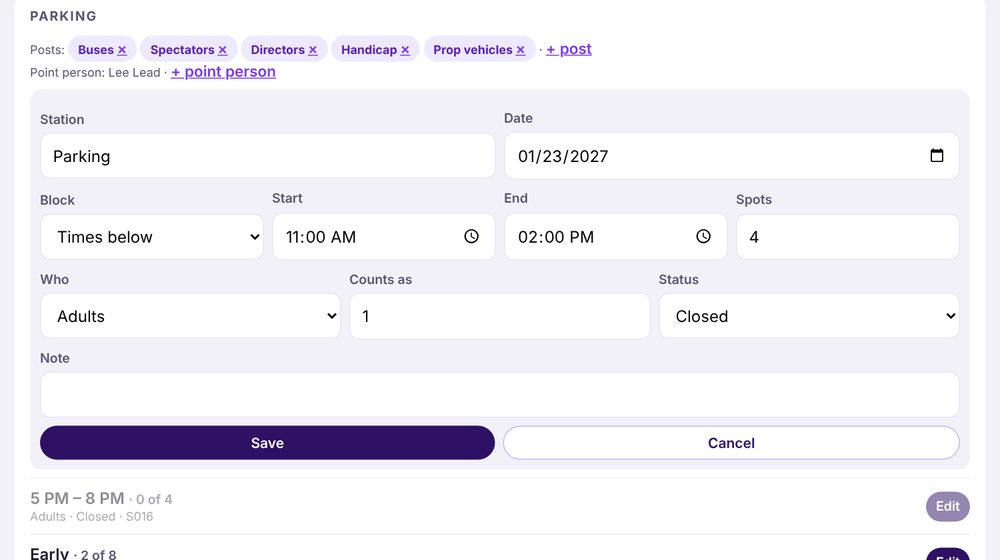 PARKING
Posts: Buses × Spectators × Directors × Handicap × Prop vehicles × · + post
Point person: Lee Lead · + point person
Station Date
Parking 01/23/2027
Block Start End Spots
Times below 11:00 AM 02:00 PM 4
Who Counts as Status
Adults 1 Closed
Note
Save Cancel
5 PM – 8 PM · 0 of 4 Edit
Adults · Closed · S016
Early · 2 of 8 Edit